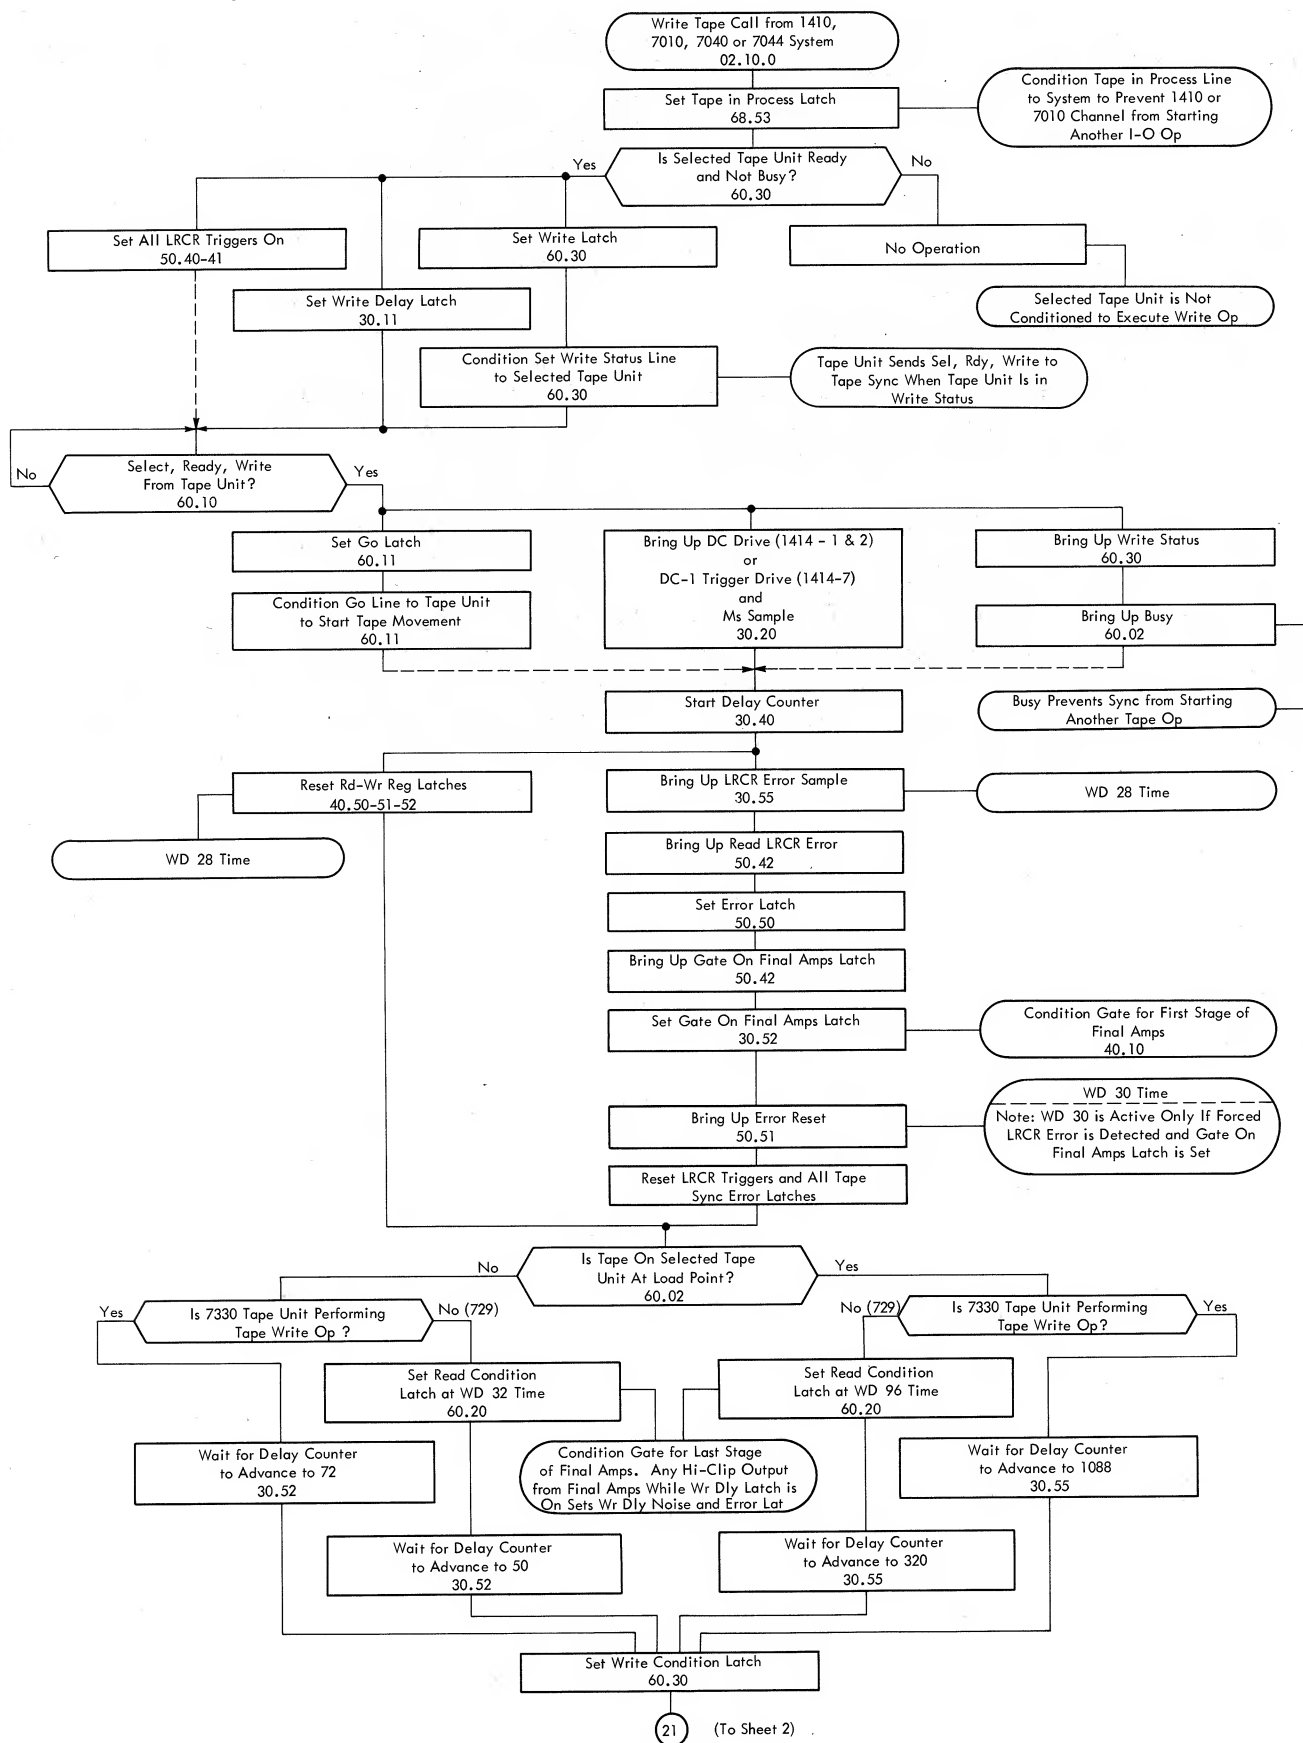 Write Tape Call from 1410,
7010, 7040 or 7044 System
02.10.0
Set Tape in Process Latch
68.53
Condition Tape in Process Line
to System to Prevent 1410 or
7010 Channel from Starting
Another I-O Op
Yes
Is Selected Tape Unit Ready
and Not Busy?
60.30
No
Set All LRCR Triggers On
50.40-41
Set Write Latch
60.30
No Operation
Set Write Delay Latch
30.11
Selected Tape Unit is Not
Conditioned to Execute Write Op
Condition Set Write Status Line
to Selected Tape Unit
60.30
Tape Unit Sends Sel, Rdy, Write to
Tape Sync When Tape Unit Is in
Write Status
No
Select, Ready, Write
From Tape Unit?
60.10
Yes
Set Go Latch
60.11
Bring Up DC Drive (1414 - 1 & 2)
or
DC-1 Trigger Drive (1414-7)
and
Ms Sample
30.20
Bring Up Write Status
60.30
Condition Go Line to Tape Unit
to Start Tape Movement
60.11
Bring Up Busy
60.02
Start Delay Counter
30.40
Busy Prevents Sync from Starting
Another Tape Op
Reset Rd-Wr Reg Latches
40.50-51-52
Bring Up LRCR Error Sample
30.55
WD 28 Time
WD 28 Time
Bring Up Read LRCR Error
50.42
Set Error Latch
50.50
Bring Up Gate On Final Amps Latch
50.42
Set Gate On Final Amps Latch
30.52
Condition Gate for First Stage of
Final Amps
40.10
Bring Up Error Reset
50.51
WD 30 Time
Note: WD 30 is Active Only If Forced
LRCR Error is Detected and Gate On
Final Amps Latch is Set
Reset LRCR Triggers and All Tape
Sync Error Latches
No
Is Tape On Selected Tape
Unit At Load Point?
60.02
Yes
Yes
Is 7330 Tape Unit Performing
Tape Write Op ?
No (729)
No (729)
Is 7330 Tape Unit Performing
Tape Write Op?
Yes
Set Read Condition
Latch at WD 32 Time
60.20
Set Read Condition
Latch at WD 96 Time
60.20
Wait for Delay Counter
to Advance to 72
30.52
Condition Gate for Last Stage
of Final Amps. Any Hi-Clip Output
from Final Amps While Wr Dly Latch is
On Sets Wr Dly Noise and Error Lat
Wait for Delay Counter
to Advance to 1088
30.55
Wait for Delay Counter
to Advance to 50
30.52
Wait for Delay Counter
to Advance to 320
30.55
Set Write Condition Latch
60.30
21 (To Sheet 2)